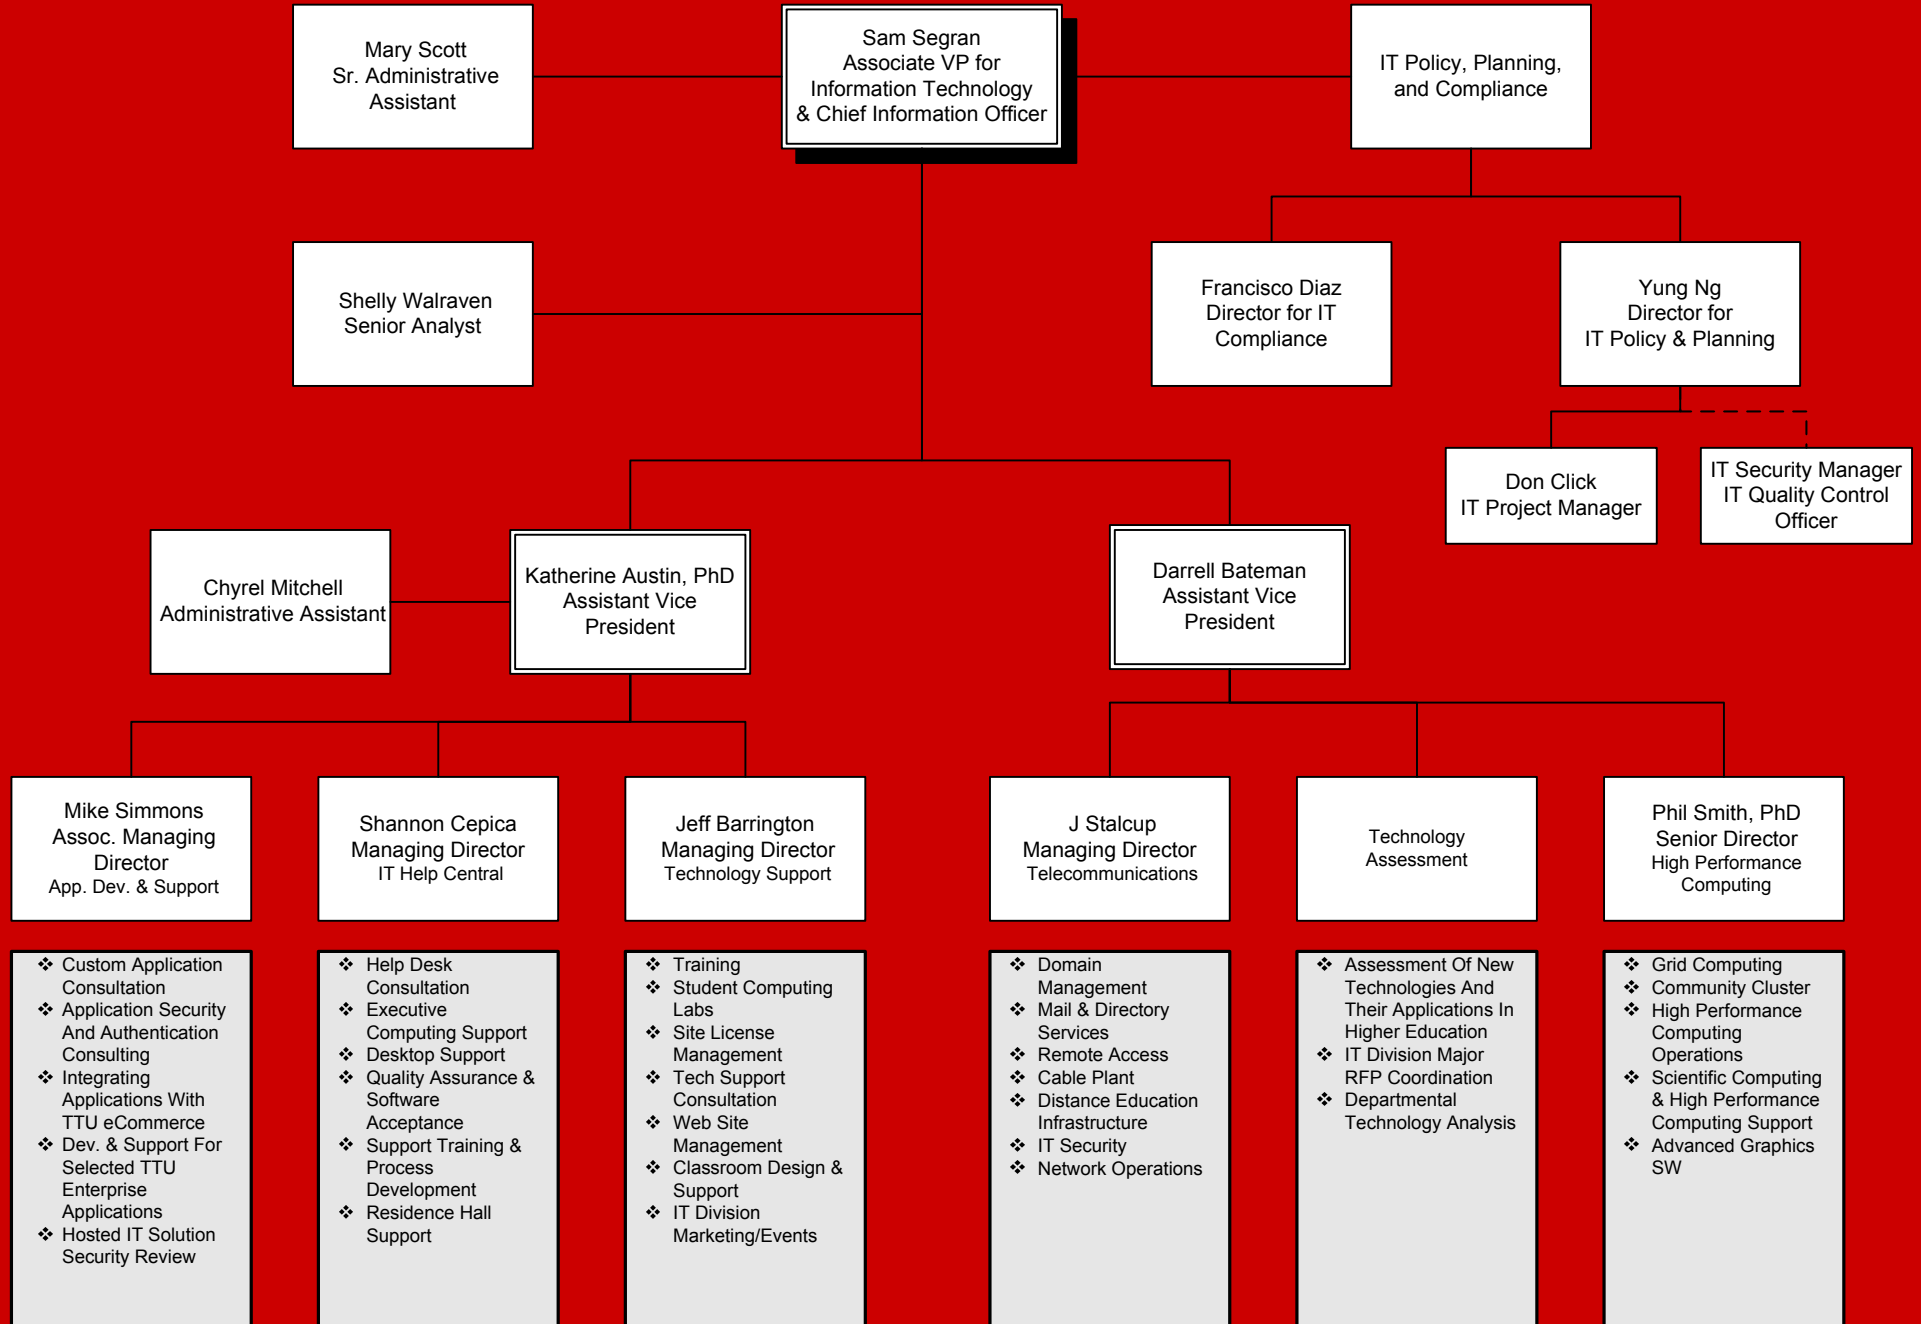 Mary Scott
Sr. Administrative
Assistant
Sam Segran
Associate VP for
Information Technology
& Chief Information Officer
IT Policy, Planning,
and Compliance
Shelly Walraven
Senior Analyst
Francisco Diaz
Director for IT
Compliance
Yung Ng
Director for
IT Policy & Planning
Don Click
IT Project Manager
IT Security Manager
IT Quality Control
Officer
Chyrel Mitchell
Administrative Assistant
Katherine Austin, PhD
Assistant Vice
President
Darrell Bateman
Assistant Vice
President
Mike Simmons
Assoc. Managing
Director
App. Dev. & Support
Shannon Cepica
Managing Director
IT Help Central
Jeff Barrington
Managing Director
Technology Support
J Stalcup
Managing Director
Telecommunications
Technology
Assessment
Phil Smith, PhD
Senior Director
High Performance
Computing
❖ Custom Application
Consultation
❖ Application Security
And Authentication
Consulting
❖ Integrating
Applications With
TTU eCommerce
❖ Dev. & Support For
Selected TTU
Enterprise
Applications
❖ Hosted IT Solution
Security Review
❖ Help Desk
Consultation
❖ Executive
Computing Support
❖ Desktop Support
❖ Quality Assurance &
Software
Acceptance
❖ Support Training &
Process
Development
❖ Residence Hall
Support
❖ Training
❖ Student Computing
Labs
❖ Site License
Management
❖ Tech Support
Consultation
❖ Web Site
Management
❖ Classroom Design &
Support
❖ IT Division
Marketing/Events
❖ Domain
Management
❖ Mail & Directory
Services
❖ Remote Access
❖ Cable Plant
❖ Distance Education
Infrastructure
❖ IT Security
❖ Network Operations
❖ Assessment Of New
Technologies And
Their Applications In
Higher Education
❖ IT Division Major
RFP Coordination
❖ Departmental
Technology Analysis
❖ Grid Computing
❖ Community Cluster
❖ High Performance
Computing
Operations
❖ Scientific Computing
& High Performance
Computing Support
❖ Advanced Graphics
SW